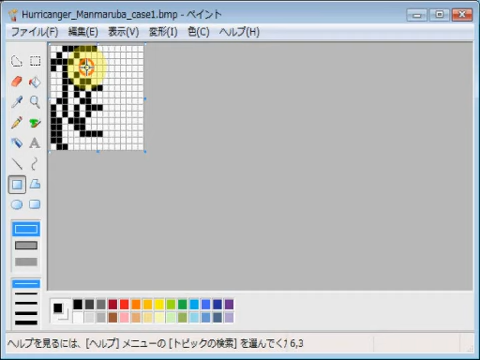 Hurricanger_Manmaruba_case1.bmp - ペイント
ファイル(F) 編集(E) 表示(V) 変形(I) 色(C) ヘルプ(H)
ヘルプを見るには、[ヘルプ] メニューの [トピックの検索] を選んでく 6,3